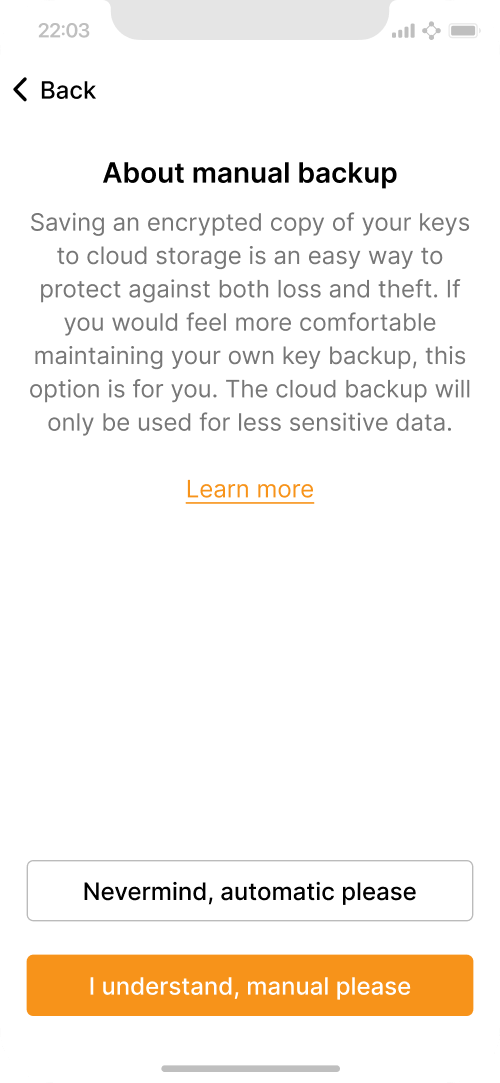 22:03
Back
About manual backup
Saving an encrypted copy of your keys
to cloud storage is an easy way to
protect against both loss and theft. If
you would feel more comfortable
maintaining your own key backup, this
option is for you. The cloud backup will
only be used for less sensitive data.
Learn more
Nevermind, automatic please
I understand, manual please